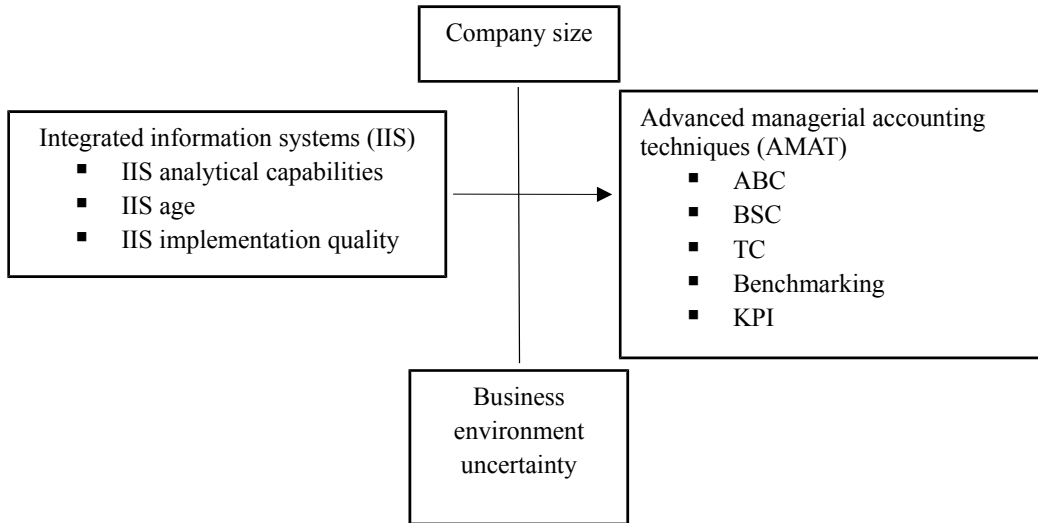 Company size
Integrated information systems (IIS)
▪ IIS analytical capabilities
▪ IIS age
▪ IIS implementation quality
Advanced managerial accounting
techniques (AMAT)
▪ ABC
▪ BSC
▪ TC
▪ Benchmarking
▪ KPI
Business
environment
uncertainty